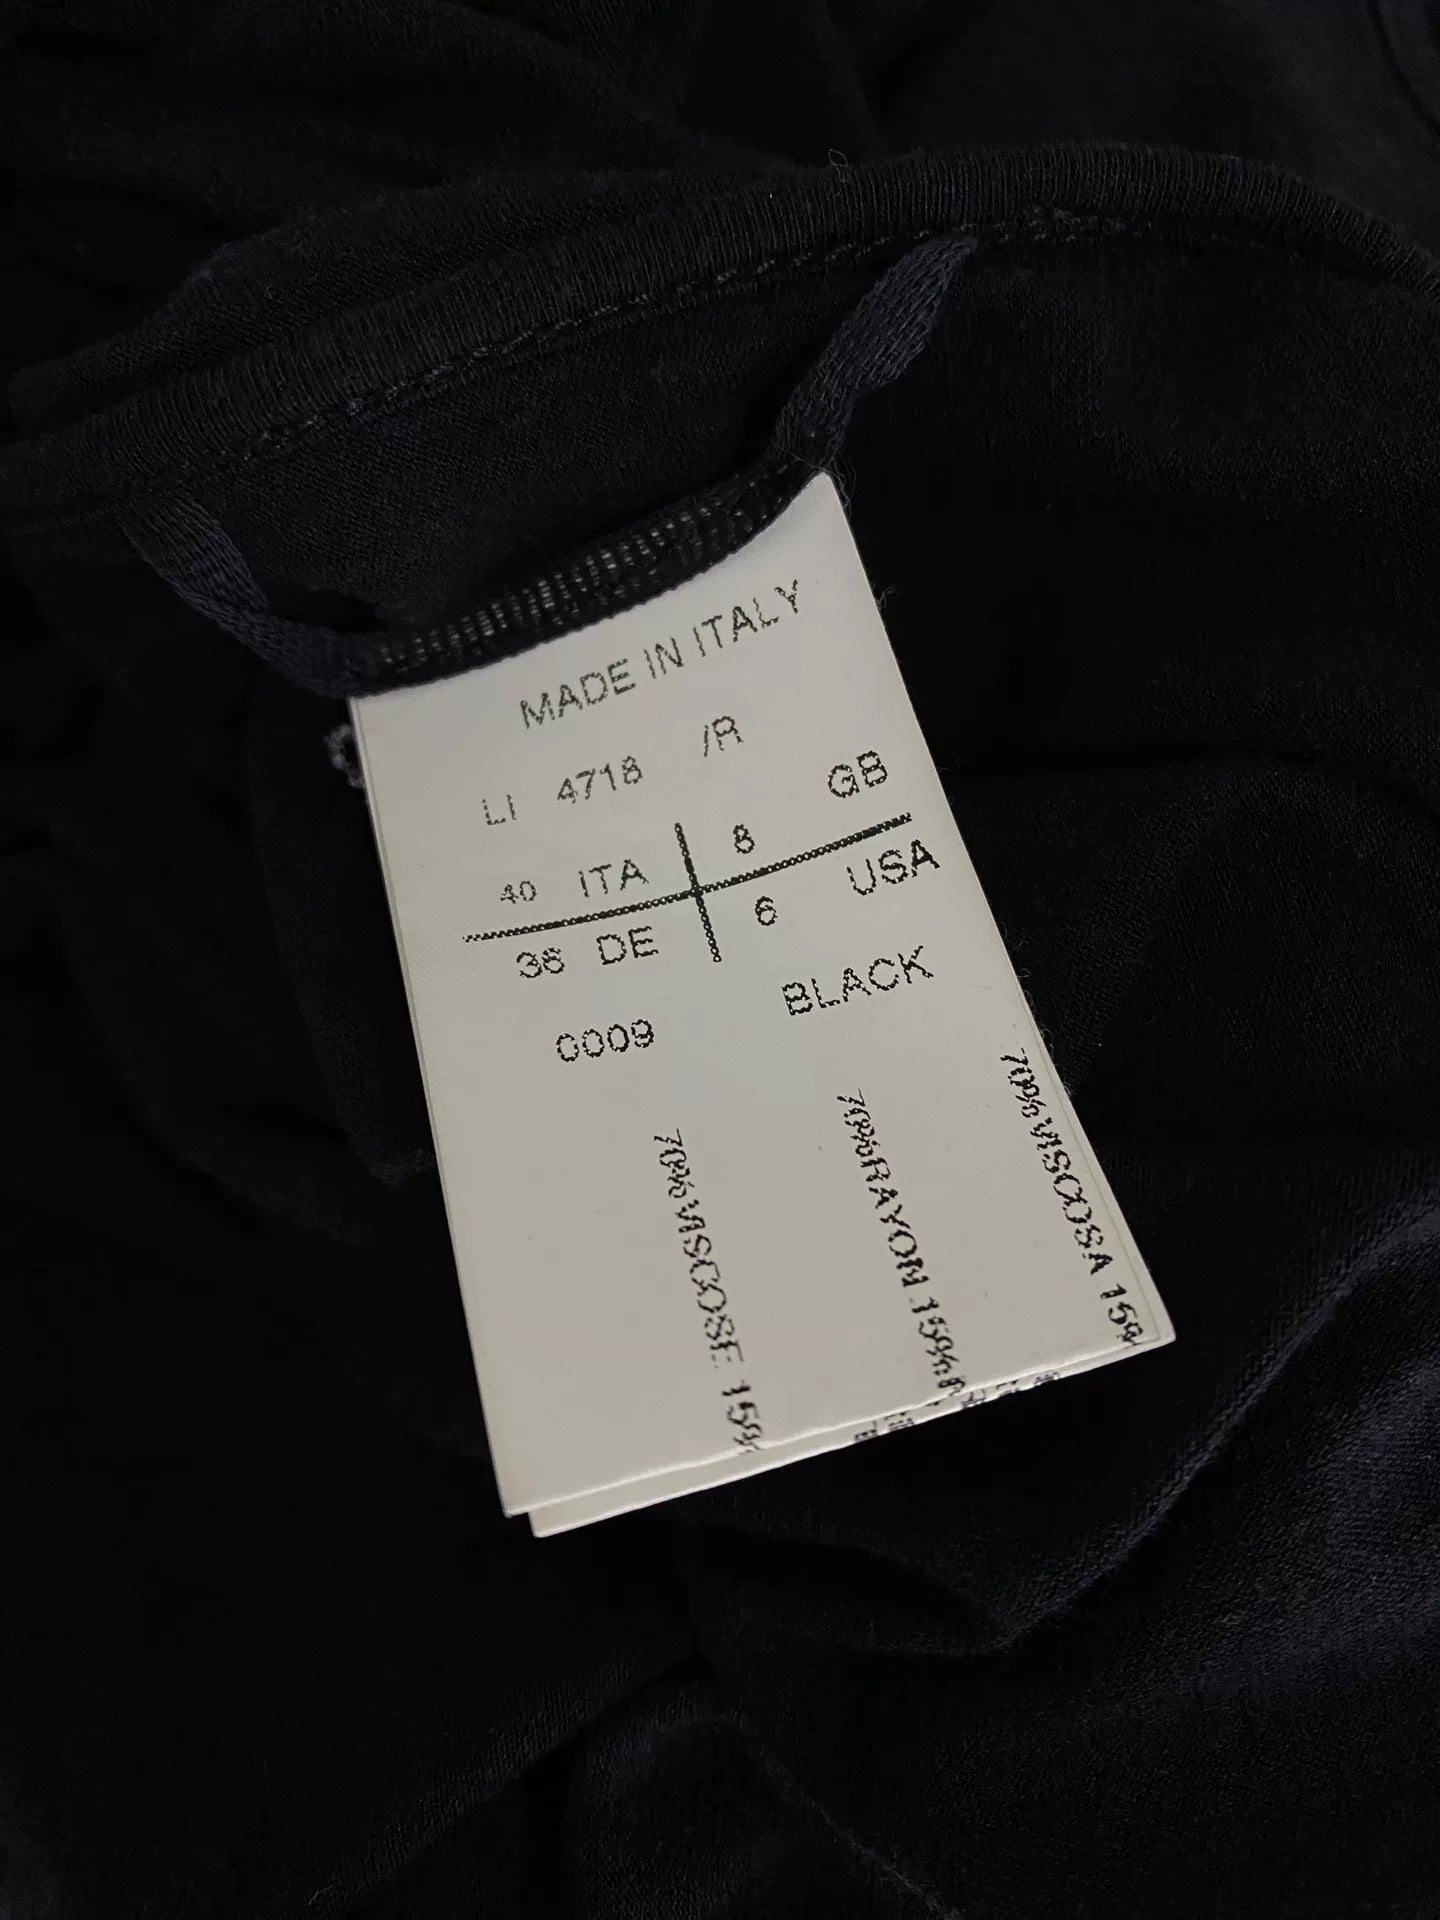 MADE IN ITALY
LI 4718 /R
40 ITA 8 GB
36 DE 6 USA
0009 BLACK
70%VISCOSE 15%
70%RAYON 15%
70%VISCOSA 15%